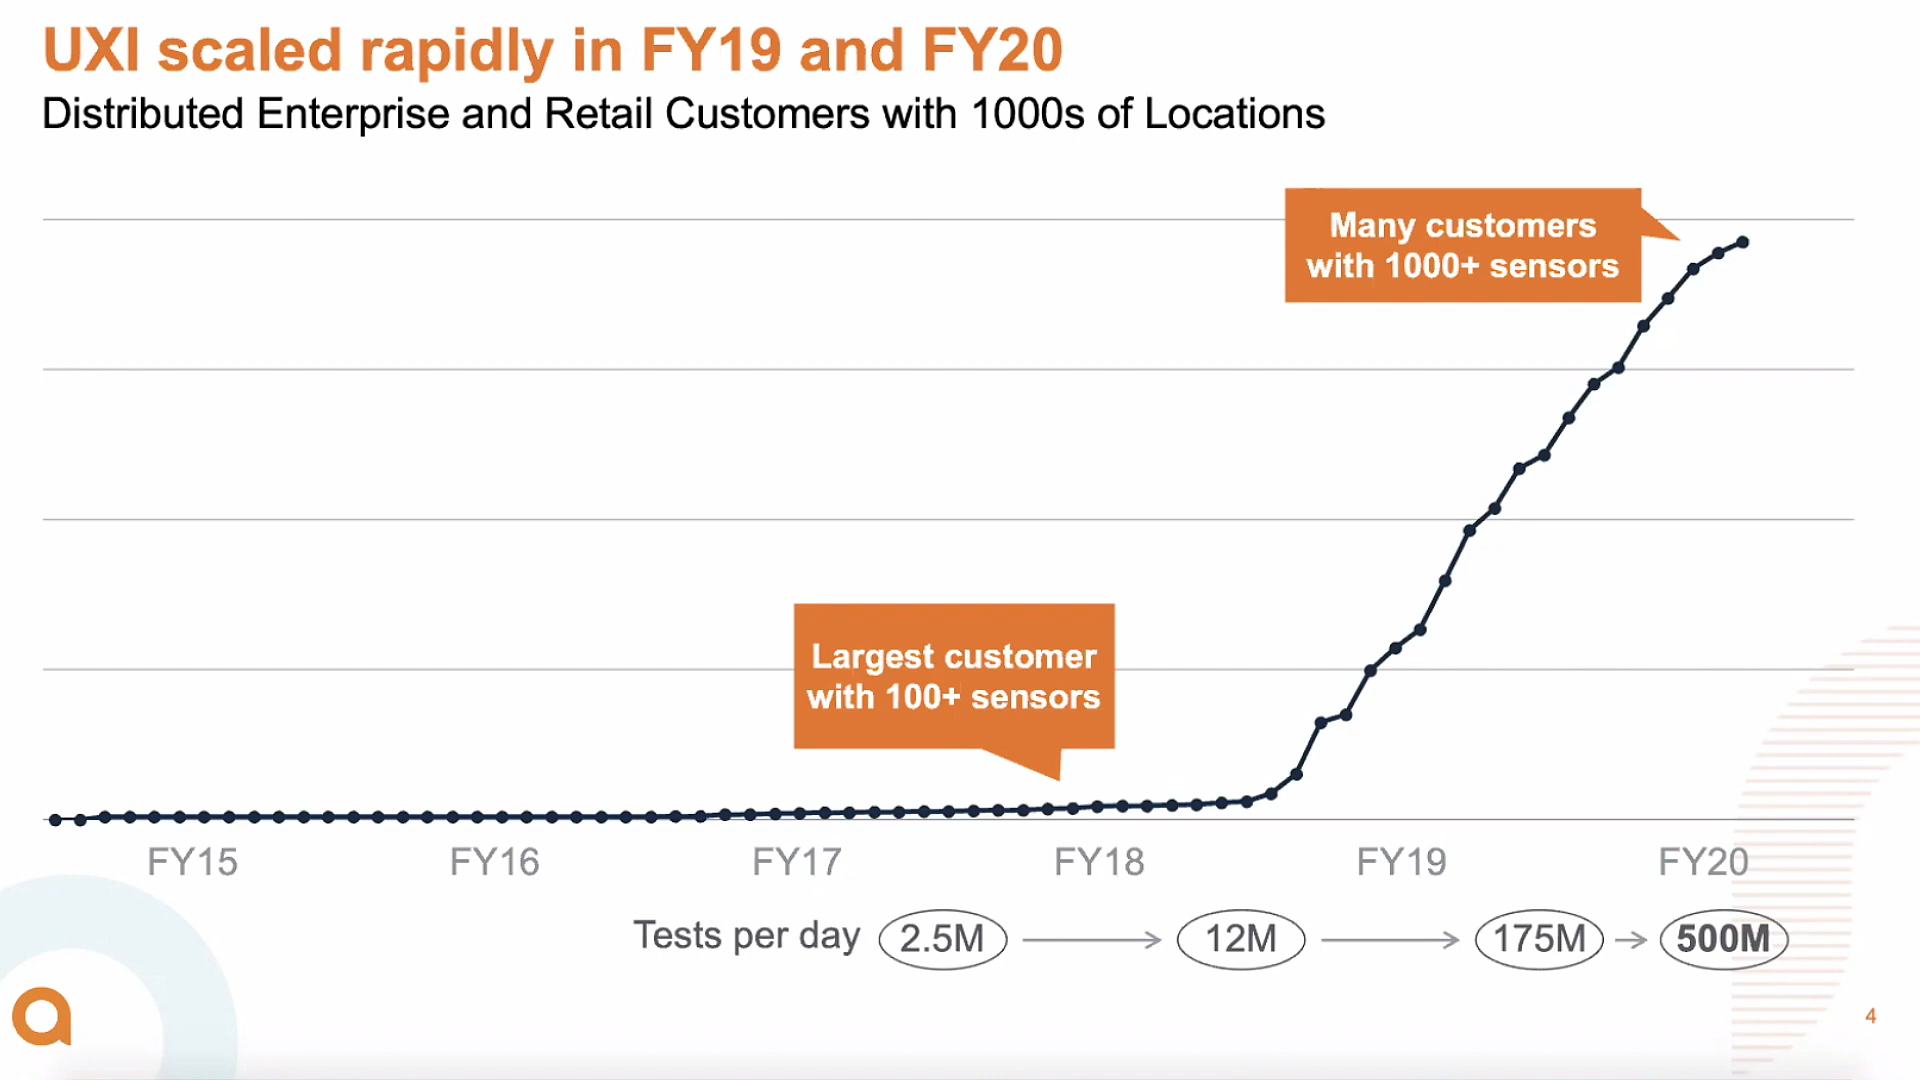 UXI scaled rapidly in FY19 and FY20
Distributed Enterprise and Retail Customers with 1000s of Locations
Many customers
with 1000+ sensors
Largest customer
with 100+ sensors
FY15 FY16 FY17 FY18 FY19 FY20
Tests per day 2.5M 12M 175M 500M
4